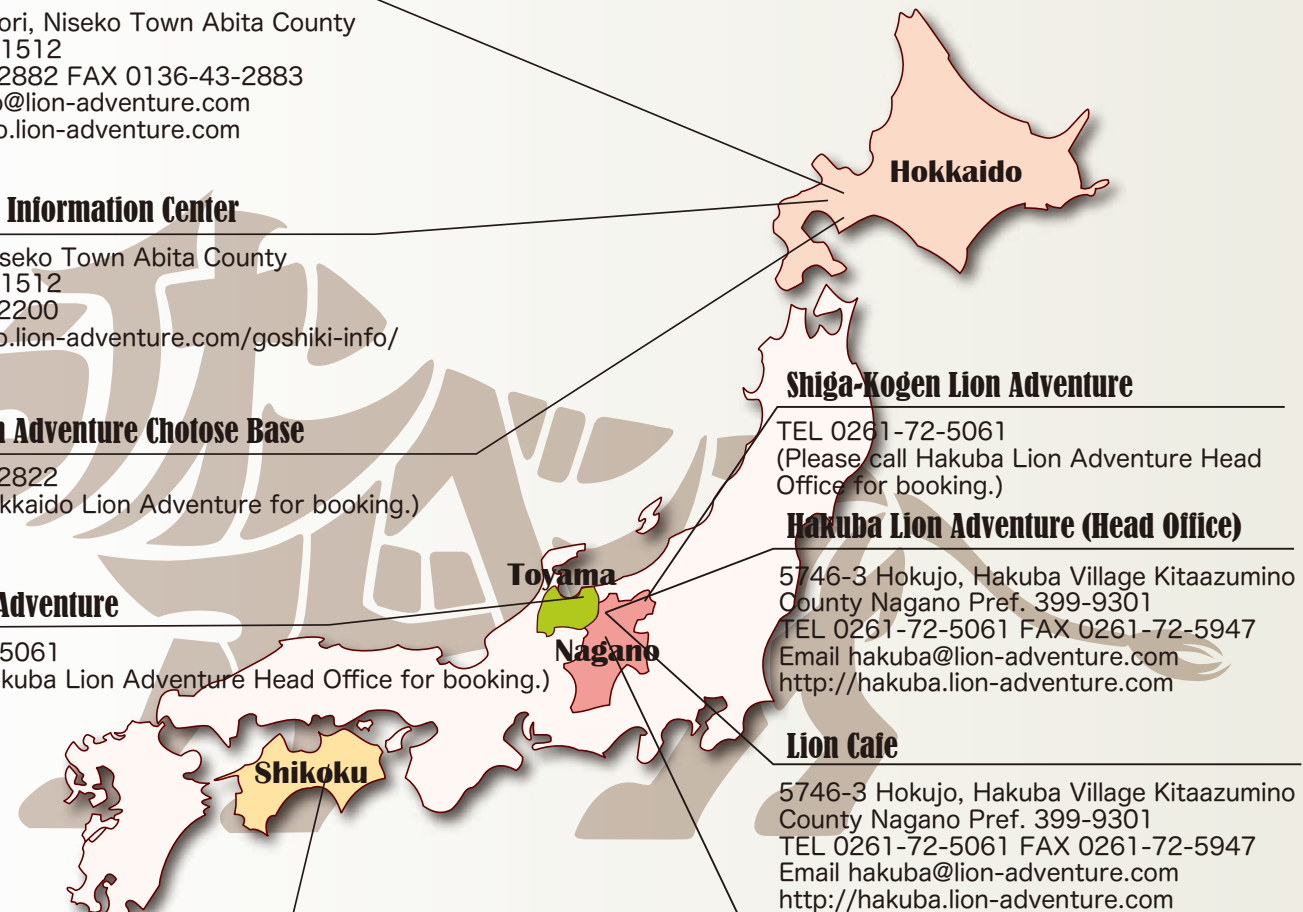 ori, Niseko Town Abita County
1512
2882 FAX 0136-43-2883
o@lion-adventure.com
o.lion-adventure.com
Information Center
seko Town Abita County
1512
2200
o.lion-adventure.com/goshiki-info/
n Adventure Chotose Base
2822
kkaido Lion Adventure for booking.)
Adventure
5061
kuba Lion Adventure Head Office for booking.)
Hokkaido
Toyama
Nagano
Shikoku
Shiga-Kogen Lion Adventure
TEL 0261-72-5061
(Please call Hakuba Lion Adventure Head
Office for booking.)
Hakuba Lion Adventure (Head Office)
5746-3 Hokujo, Hakuba Village Kitaazumino
County Nagano Pref. 399-9301
TEL 0261-72-5061 FAX 0261-72-5947
Email hakuba@lion-adventure.com
http://hakuba.lion-adventure.com
Lion Cafe
5746-3 Hokujo, Hakuba Village Kitaazumino
County Nagano Pref. 399-9301
TEL 0261-72-5061 FAX 0261-72-5947
Email hakuba@lion-adventure.com
http://hakuba.lion-adventure.com